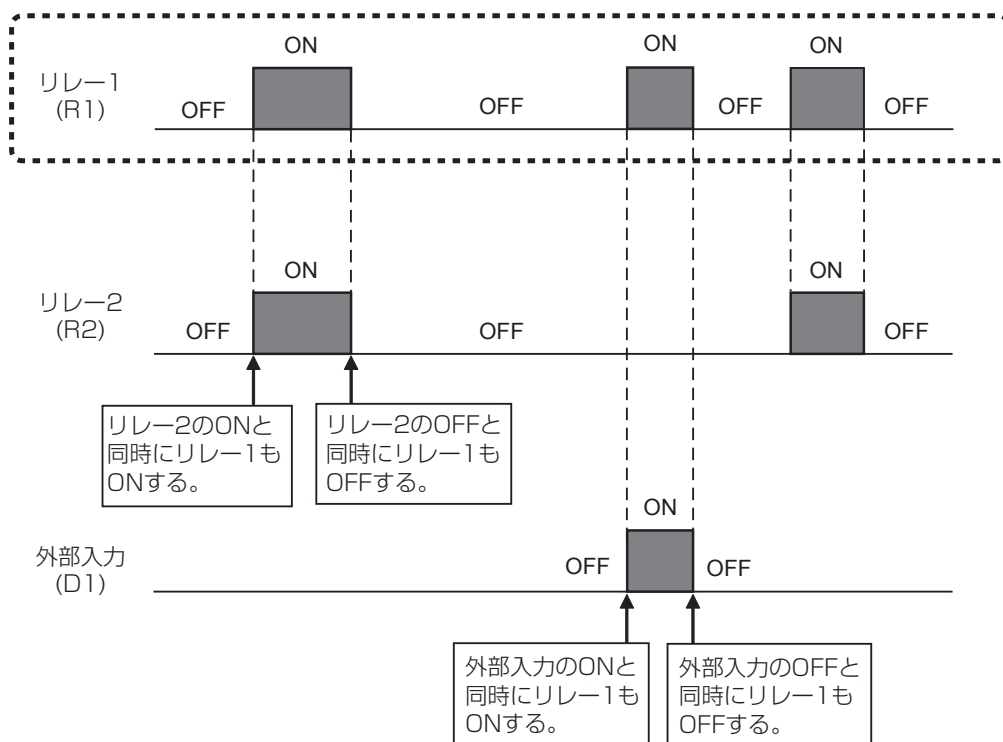 ON ON ON
リレー1
(R1)
OFF OFF OFF OFF
ON ON
リレー2
(R2)
OFF OFF OFF
リレー2のONと
同時にリレー1も
ONする。
リレー2のOFFと
同時にリレー1も
OFFする。
ON
外部入力
(D1)
OFF OFF
外部入力のONと
同時にリレー1も
ONする。
外部入力のOFFと
同時にリレー1も
OFFする。